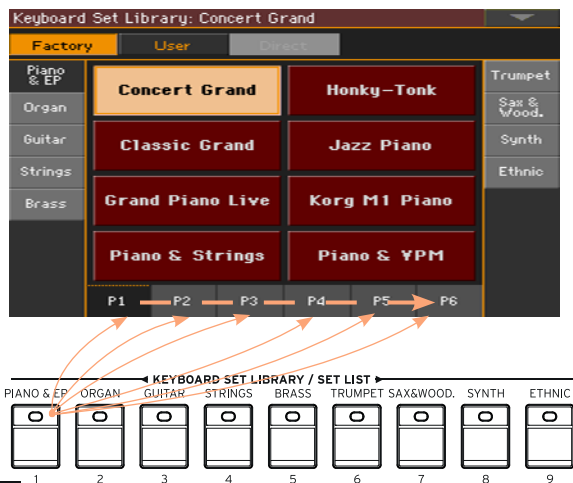 Keyboard Set Library: Concert Grand
Factory User Direct
Piano & EP
Organ
Guitar
Strings
Brass
Concert Grand Honky-Tonk
Classic Grand Jazz Piano
Grand Piano Live Korg M1 Piano
Piano & Strings Piano & VPM
Trumpet
Sax & Wood.
Synth
Ethnic
P1 P2 P3 P4 P5 P6
KEYBOARD SET LIBRARY / SET LIST
PIANO & EP ORGAN GUITAR STRINGS BRASS TRUMPET SAX&WOOD. SYNTH ETHNIC
1 2 3 4 5 6 7 8 9